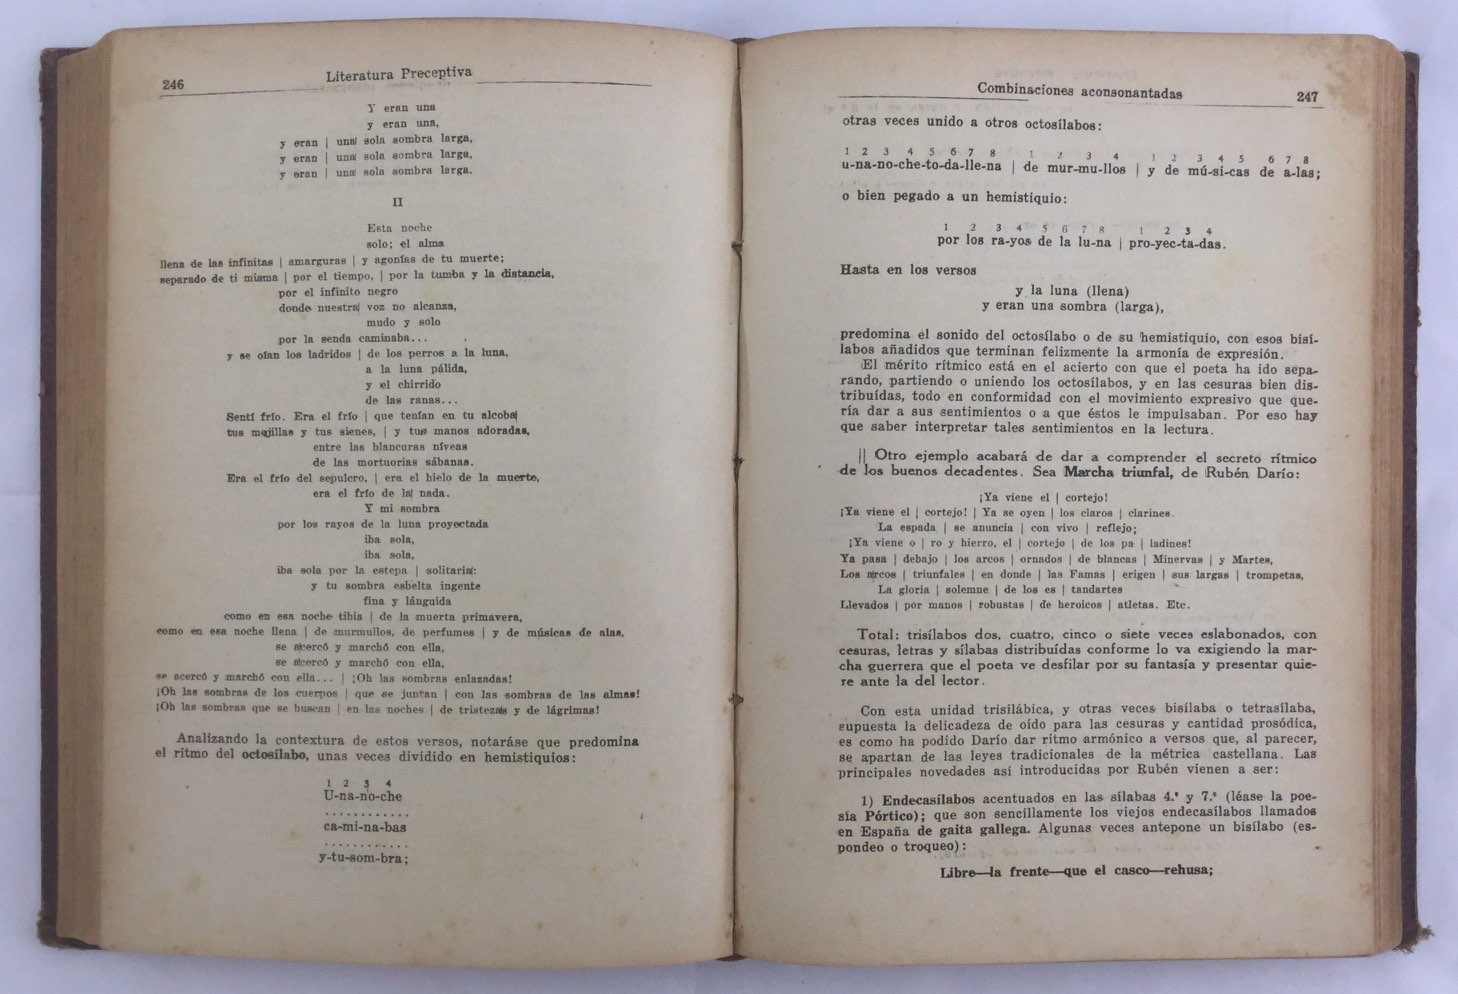 246
Literatura Preceptiva
Y eran una
y eran una,
y eran | una sola sombra larga,
y eran | una sola sombra larga,
y eran | una sola sombra larga.
II
Esta noche
solo; el alma
llena de las infinitas | amarguras | y agonías de tu muerte;
separado de ti misma | por el tiempo, | por la tumba y la distancia,
por el infinito negro
donde nuestra voz no alcanza,
mudo y solo
por la senda caminaba...
y se oían los ladridos | de los perros a la luna,
a la luna pálida,
y el chirrido
de las ranas...
Sentí frío. Era el frío | que tenían en tu alcoba
tus mejillas y tus sienes, | y tus manos adoradas,
entre las blancuras níveas
de las mortuorias sábanas.
Era el frío del sepulcro, | era el hielo de la muerte,
era el frío de la nada.
Y mi sombra
por los rayos de la luna proyectada
iba sola,
iba sola,
iba sola por la estepa | solitaria:
y tu sombra esbelta ingente
fina y lánguida
como en esa noche tibia | de la muerta primavera,
como en esa noche llena | de murmullos, de perfumes | y de músicas de alas,
se acercó y marchó con ella,
se acercó y marchó con ella,
se acercó y marchó con ella... | ¡Oh las sombras enlazadas!
¡Oh las sombras de los cuerpos | que se juntan | con las sombras de las almas!
¡Oh las sombras que se buscan | en las noches | de tristezas y de lágrimas!
Analizando la contextura de estos versos, notaráse que predomina
el ritmo del octosílabo, unas veces dividido en hemistiquios:
1 2 3 4
U-na-no-che
............
ca-mi-na-bas
............
y-tu-som-bra;
Combinaciones aconsonantadas
247
otras veces unido a otros octosílabos:
1 2 3 4 5 6 7 8 1 2 3 4 1 2 3 4 5 6 7 8
u-na-no-che-to-da-lle-na | de mur-mu-llos | y de mú-si-cas de a-las;
o bien pegado a un hemistiquio:
1 2 3 4 5 6 7 8 1 2 3 4
por los ra-yos de la lu-na | pro-yec-ta-das.
Hasta en los versos
y la luna (llena)
y eran una sombra (larga),
predomina el sonido del octosílabo o de su hemistiquio, con esos bisí-
labos añadidos que terminan felizmente la armonía de expresión.
El mérito rítmico está en el acierto con que el poeta ha ido sepa-
rando, partiendo o uniendo los octosílabos, y en las cesuras bien dis-
tribuídas, todo en conformidad con el movimiento expresivo que que-
ría dar a sus sentimientos o a que éstos le impulsaban. Por eso hay
que saber interpretar tales sentimientos en la lectura.
|| Otro ejemplo acabará de dar a comprender el secreto rítmico
de los buenos decadentes. Sea Marcha triunfal, de Rubén Darío:
¡Ya viene el | cortejo!
¡Ya viene el | cortejo! | Ya se oyen | los claros | clarines.
La espada | se anuncia | con vivo | reflejo;
¡Ya viene o | ro y hierro, el | cortejo | de los pa | ladines!
Ya pasa | debajo | los arcos | ornados | de blancas | Minervas | y Martes,
Los arcos | triunfales | en donde | las Famas | erigen | sus largas | trompetas,
La gloria | solemne | de los es | tandartes
Llevados | por manos | robustas | de heroicos | atletas. Etc.
Total: trisílabos dos, cuatro, cinco o siete veces eslabonados, con
cesuras, letras y sílabas distribuídas conforme lo va exigiendo la mar-
cha guerrera que el poeta ve desfilar por su fantasía y presentar quie-
re ante la del lector.
Con esta unidad trisilábica, y otras veces bisílaba o tetrasílaba,
supuesta la delicadeza de oído para las cesuras y cantidad prosódica,
es como ha podido Darío dar ritmo armónico a versos que, al parecer,
se apartan de las leyes tradicionales de la métrica castellana. Las
principales novedades así introducidas por Rubén vienen a ser:
1) Endecasílabos acentuados en las sílabas 4.ª y 7.ª (léase la poe-
sía Pórtico); que son sencillamente los viejos endecasílabos llamados
en España de gaita gallega. Algunas veces antepone un bisílabo (es-
pondeo o troqueo):
Libre—la frente—que el casco—rehusa;